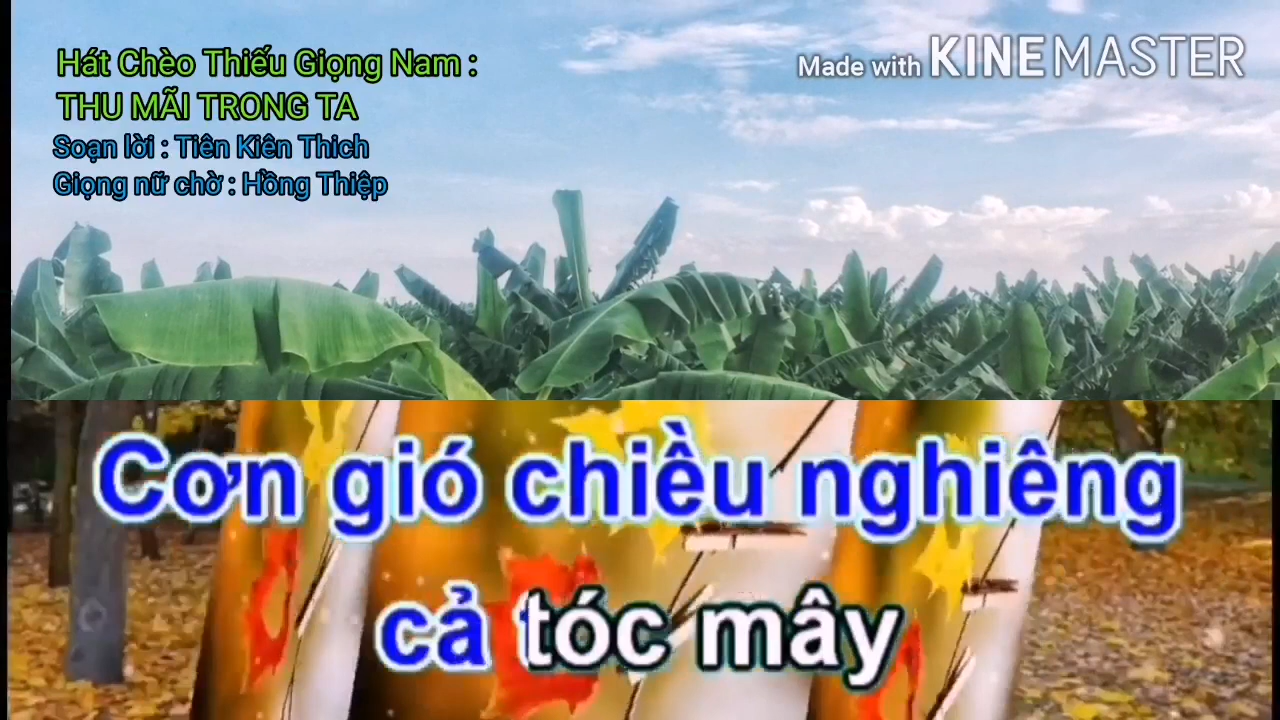 Hát Chèo Thiếu Giọng Nam :
THU MÃI TRONG TA
Soạn lời : Tiên Kiên Thich
Giọng nữ chờ : Hồng Thiệp
Made with KINEMASTER
Cơn gió chiều nghiêng
cả tóc mây